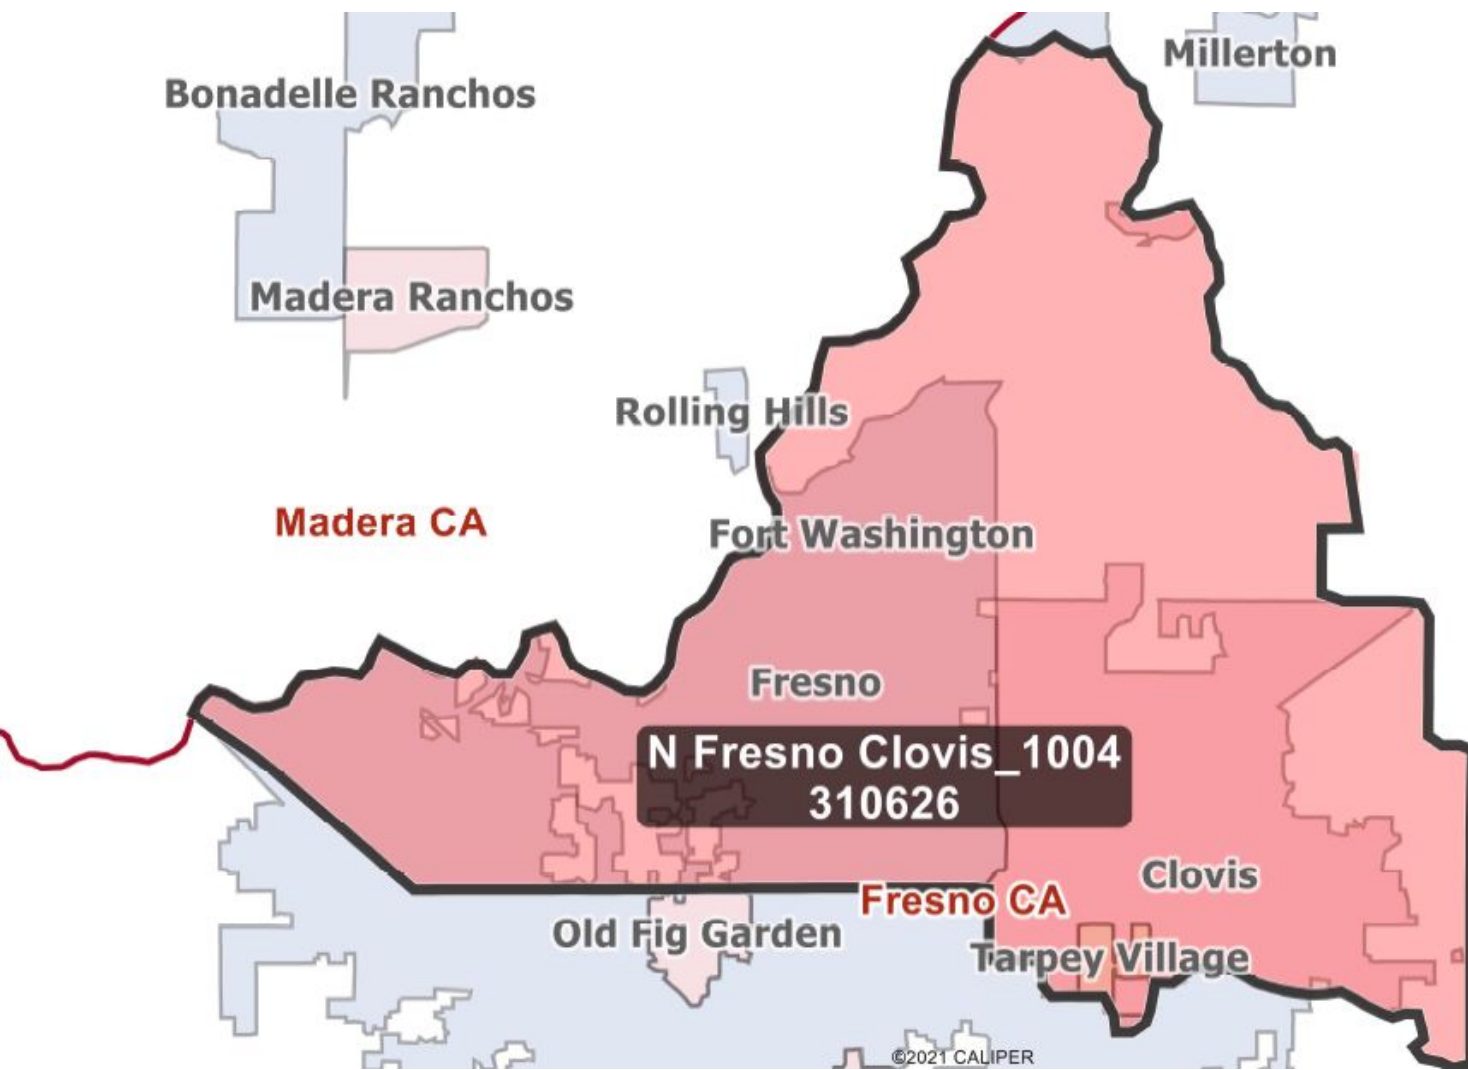 Millerton
Bonadelle Ranchos
Madera Ranchos
Rolling Hills
Madera CA
Fort Washington
Fresno
N Fresno Clovis_1004
310626
Clovis
Fresno CA
Old Fig Garden
Tarpey Village
©2021 CALIPER